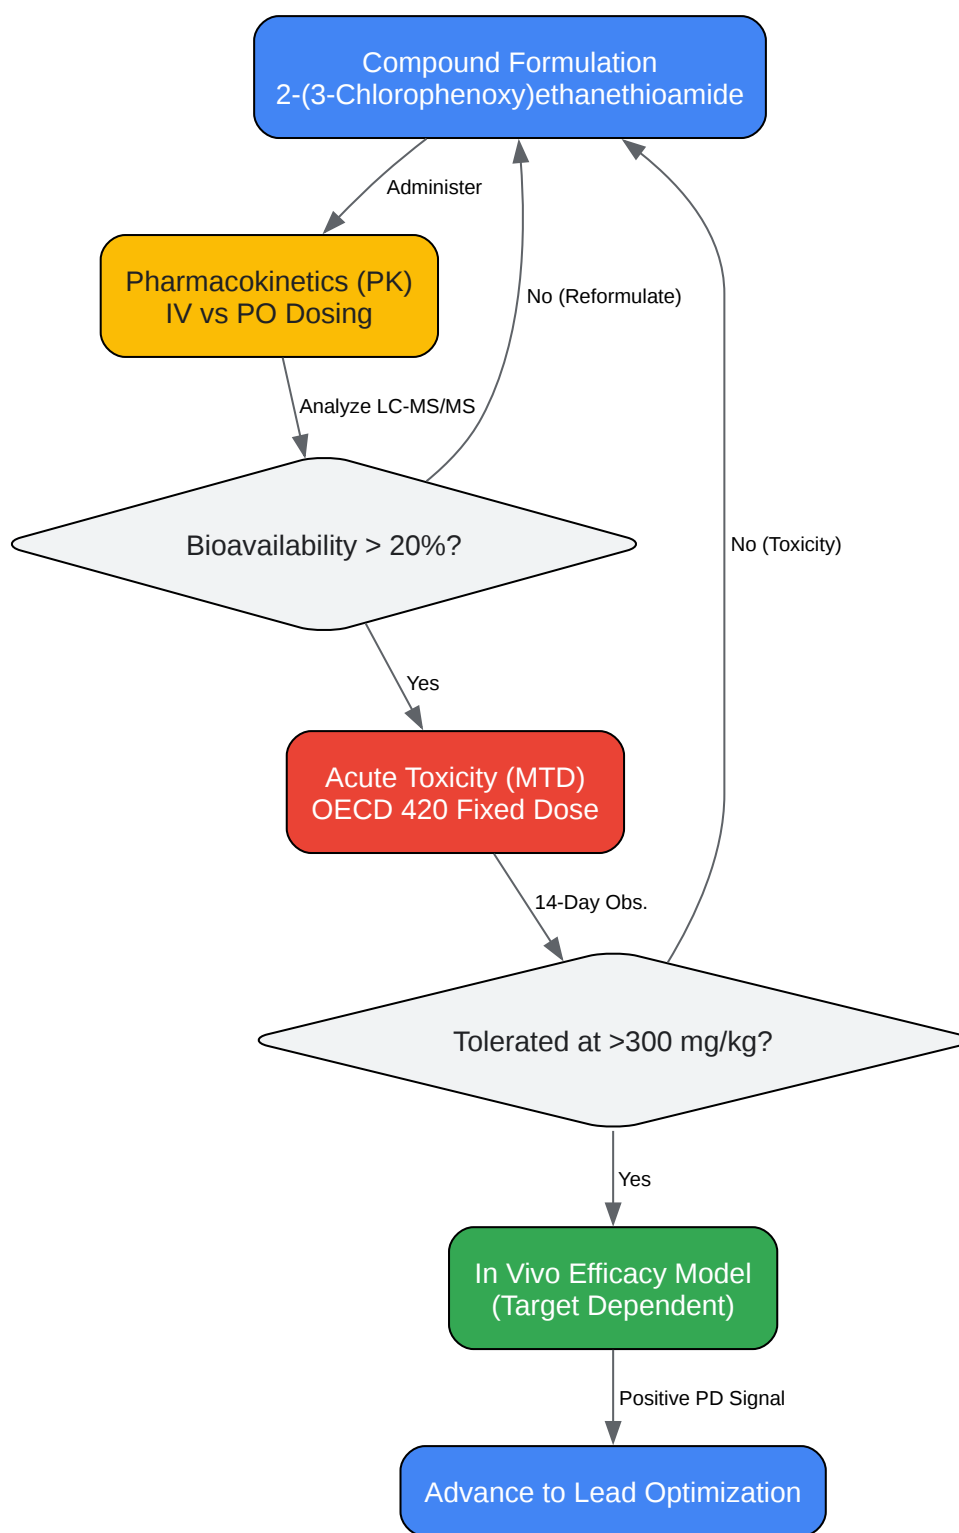 Compound Formulation
2-(3-Chlorophenoxy)ethanethioamide
Administer
Pharmacokinetics (PK)
IV vs PO Dosing
No (Reformulate)
Analyze LC-MS/MS
Bioavailability > 20%?
No (Toxicity)
Yes
Acute Toxicity (MTD)
OECD 420 Fixed Dose
14-Day Obs.
Tolerated at >300 mg/kg?
Yes
In Vivo Efficacy Model
(Target Dependent)
Positive PD Signal
Advance to Lead Optimization